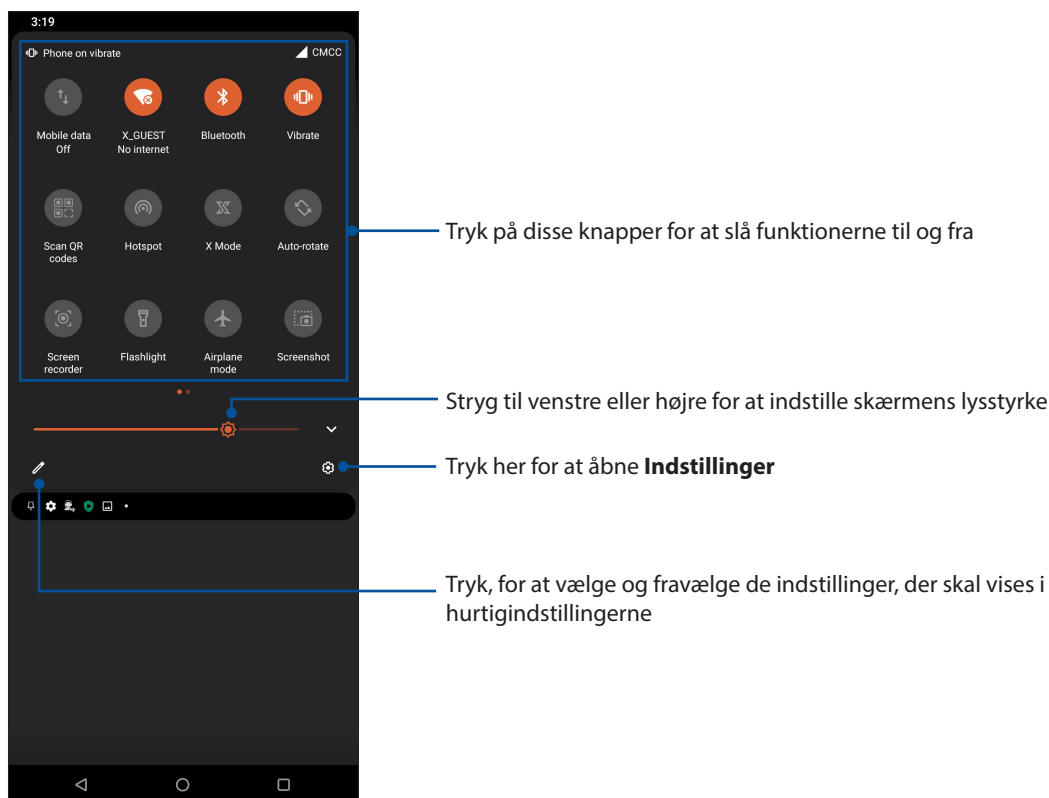 3:19
Phone on vibrate CMCC
Mobile data X_GUEST Bluetooth Vibrate
Off No internet
Scan QR Hotspot X Mode Auto-rotate
codes
Tryk på disse knapper for at slå funktionerne til og fra
Screen Flashlight Airplane Screenshot
recorder mode
Stryg til venstre eller højre for at indstille skærmens lysstyrke
Tryk her for at åbne Indstillinger
Tryk, for at vælge og fravælge de indstillinger, der skal vises i
hurtigindstillingerne